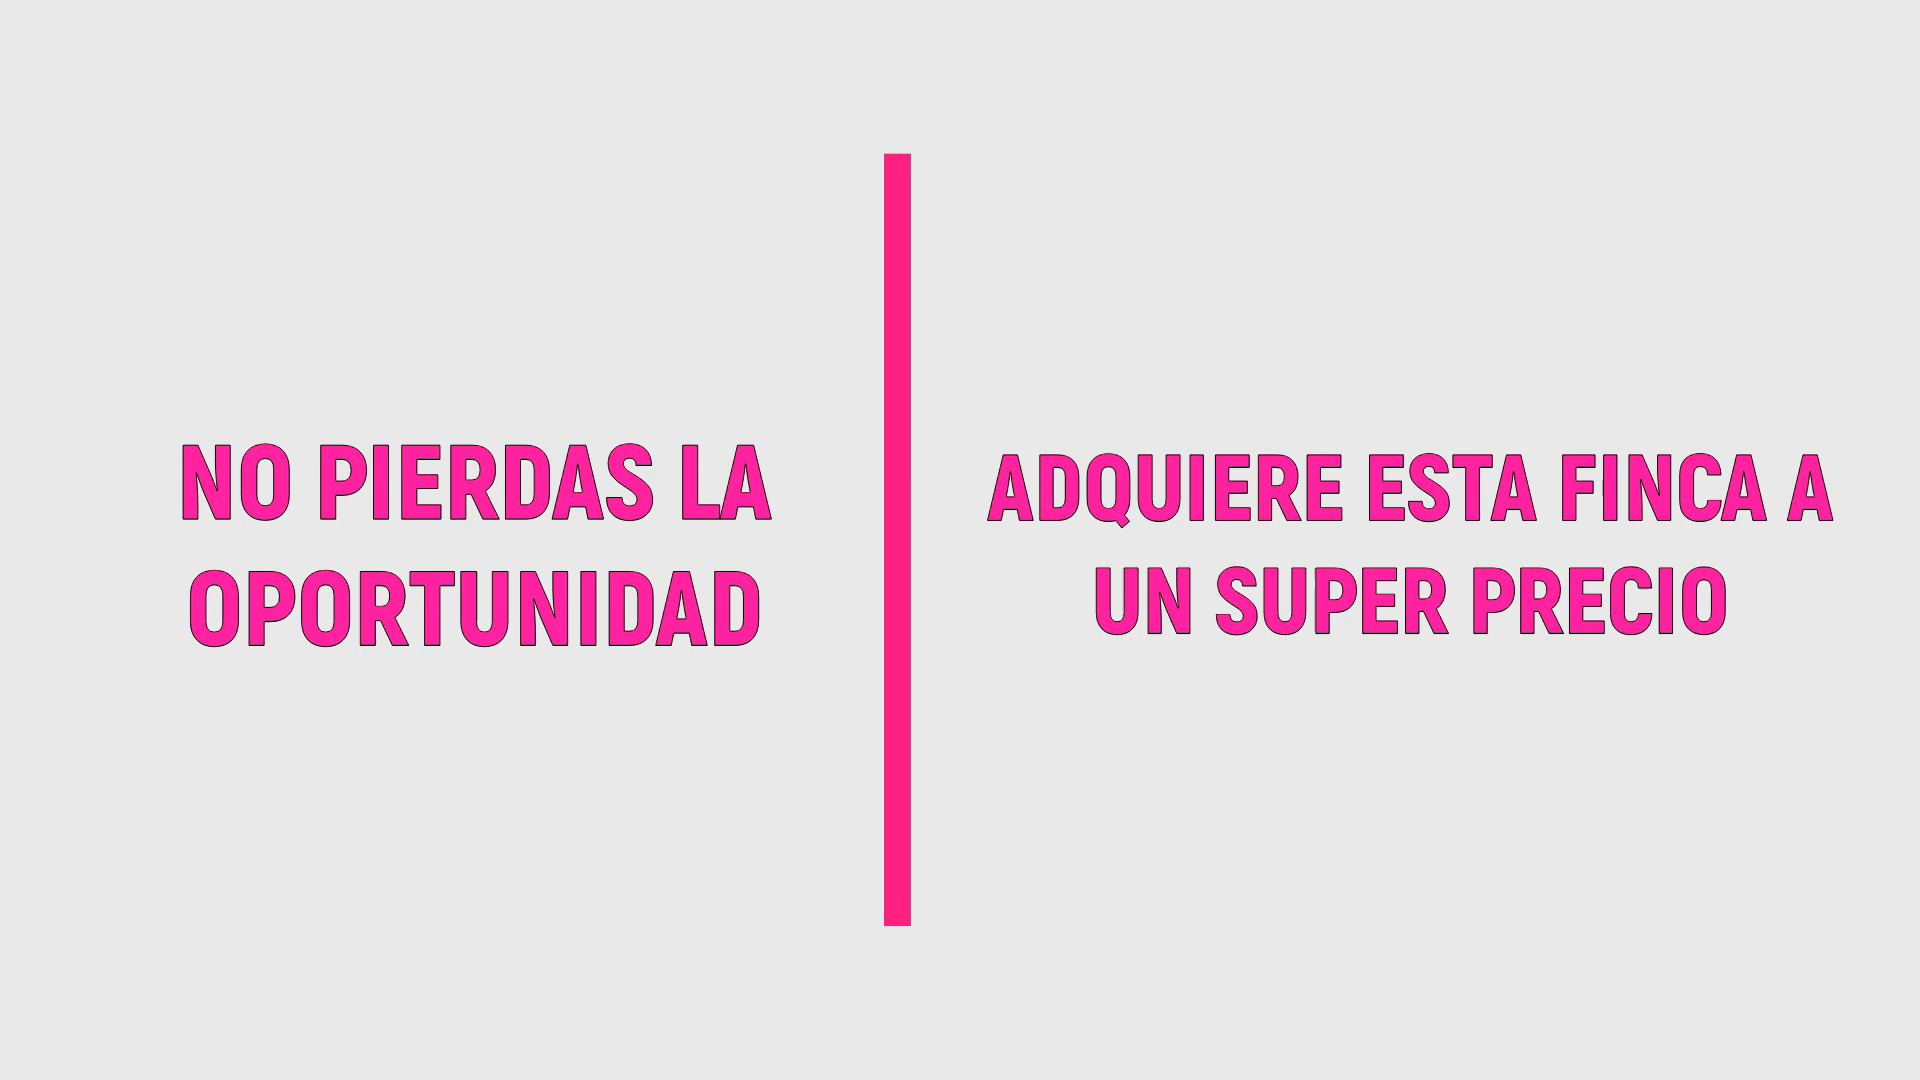 NO PIERDAS LA
OPORTUNIDAD
ADQUIERE ESTA FINCA A
UN SUPER PRECIO